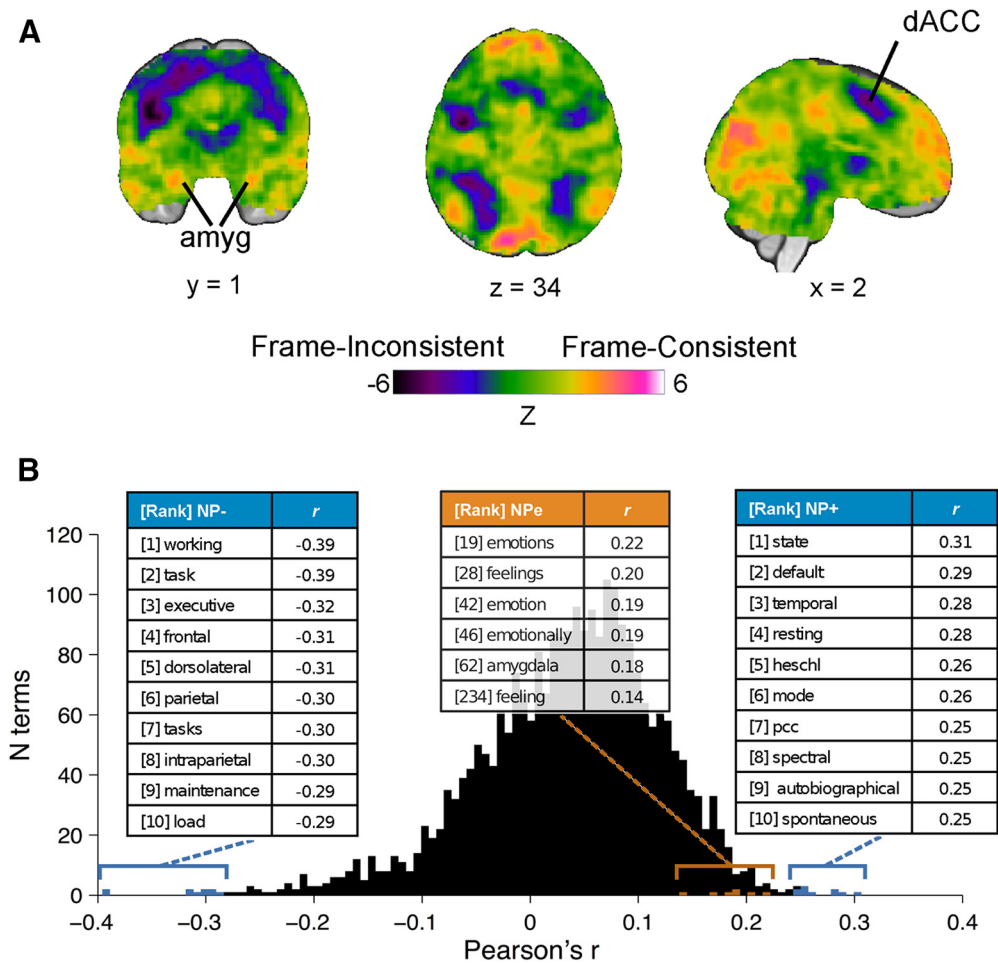 A
dACC
amyg
y = 1
z = 34
x = 2
Frame-Inconsistent Frame-Consistent
-6 6
Z
B
[Rank] NP- r
[1] working -0.39
[2] task -0.39
[3] executive -0.32
[4] frontal -0.31
[5] dorsolateral -0.31
[6] parietal -0.30
[7] tasks -0.30
[8] intraparietal -0.30
[9] maintenance -0.29
[10] load -0.29
[Rank] NPe r
[19] emotions 0.22
[28] feelings 0.20
[42] emotion 0.19
[46] emotionally 0.19
[62] amygdala 0.18
[234] feeling 0.14
[Rank] NP+ r
[1] state 0.31
[2] default 0.29
[3] temporal 0.28
[4] resting 0.28
[5] heschl 0.26
[6] mode 0.26
[7] pcc 0.25
[8] spectral 0.25
[9] autobiographical 0.25
[10] spontaneous 0.25
N terms
120
100
80
60
40
20
0
−0.4 −0.3 −0.2 −0.1 0 0.1 0.2 0.3 0.4
Pearson's r